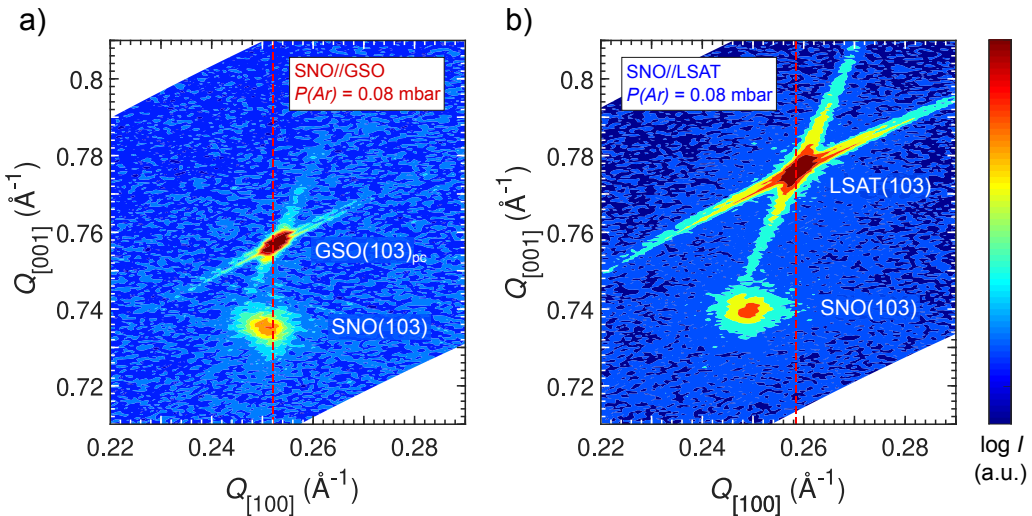 a)
SNO//GSO
P(Ar) = 0.08 mbar
GSO(103)pc
SNO(103)
0.8
0.78
0.76
0.74
0.72
Q[001] (Å-1)
0.22
0.24
0.26
0.28
Q[100] (Å-1)
b)
SNO//LSAT
P(Ar) = 0.08 mbar
LSAT(103)
SNO(103)
0.8
0.78
0.76
0.74
0.72
Q[001] (Å-1)
0.22
0.24
0.26
0.28
Q[100] (Å-1)
log I
(a.u.)